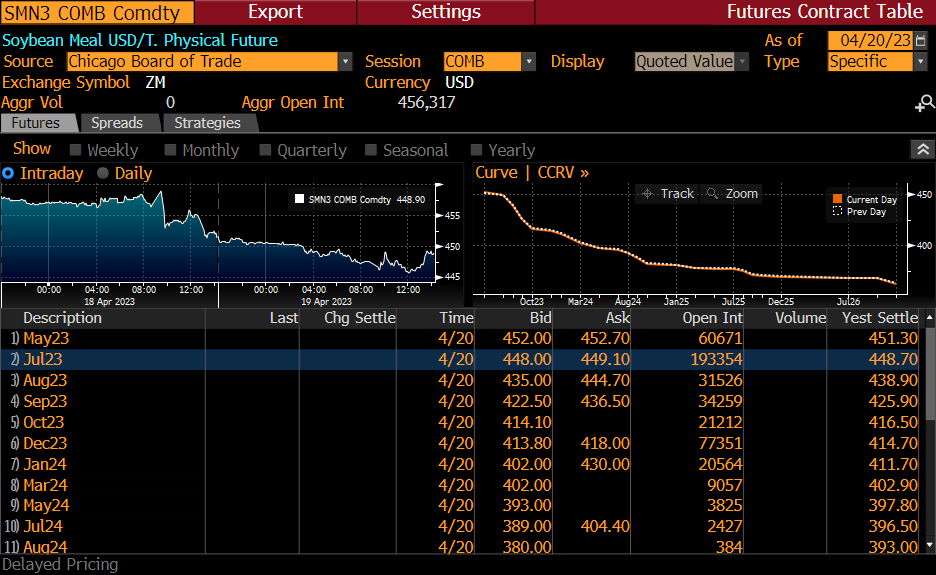 SMN3 COMB Comdty Export Settings Futures Contract Table
Soybean Meal USD/T. Physical Future As of 04/20/23
Source Chicago Board of Trade Session COMB Display Quoted Value Type Specific
Exchange Symbol ZM Currency USD
Aggr Vol 0 Aggr Open Int 456,317
Futures Spreads Strategies
Show Weekly Monthly Quarterly Seasonal Yearly
Intraday Daily
SMN3 COMB Comdty 448.90
455
450
445
00:00 04:00 08:00 12:00 00:00 04:00 08:00 12:00
18 Apr 2023 19 Apr 2023
Curve | CCRV »
Track Zoom
Current Day
Prev Day
450
400
Oct23 Mar24 Aug24 Jan25 Jul25 Dec25 Jul26
Description Last Chg Settle Time Bid Ask Open Int Volume Yest Settle
1) May23 4/20 452.00 452.70 60671 451.30
2) Jul23 4/20 448.00 449.10 193354 448.70
3) Aug23 4/20 435.00 444.70 31526 438.90
4) Sep23 4/20 422.50 436.50 34259 425.90
5) Oct23 4/20 414.10 21212 416.50
6) Dec23 4/20 413.80 418.00 77351 414.70
7) Jan24 4/20 402.00 430.00 20564 411.70
8) Mar24 4/20 402.00 9057 402.90
9) May24 4/20 393.00 3825 397.80
10) Jul24 4/20 389.00 404.40 2427 396.50
11) Aug24 4/20 380.00 384 393.00
Delayed Pricing